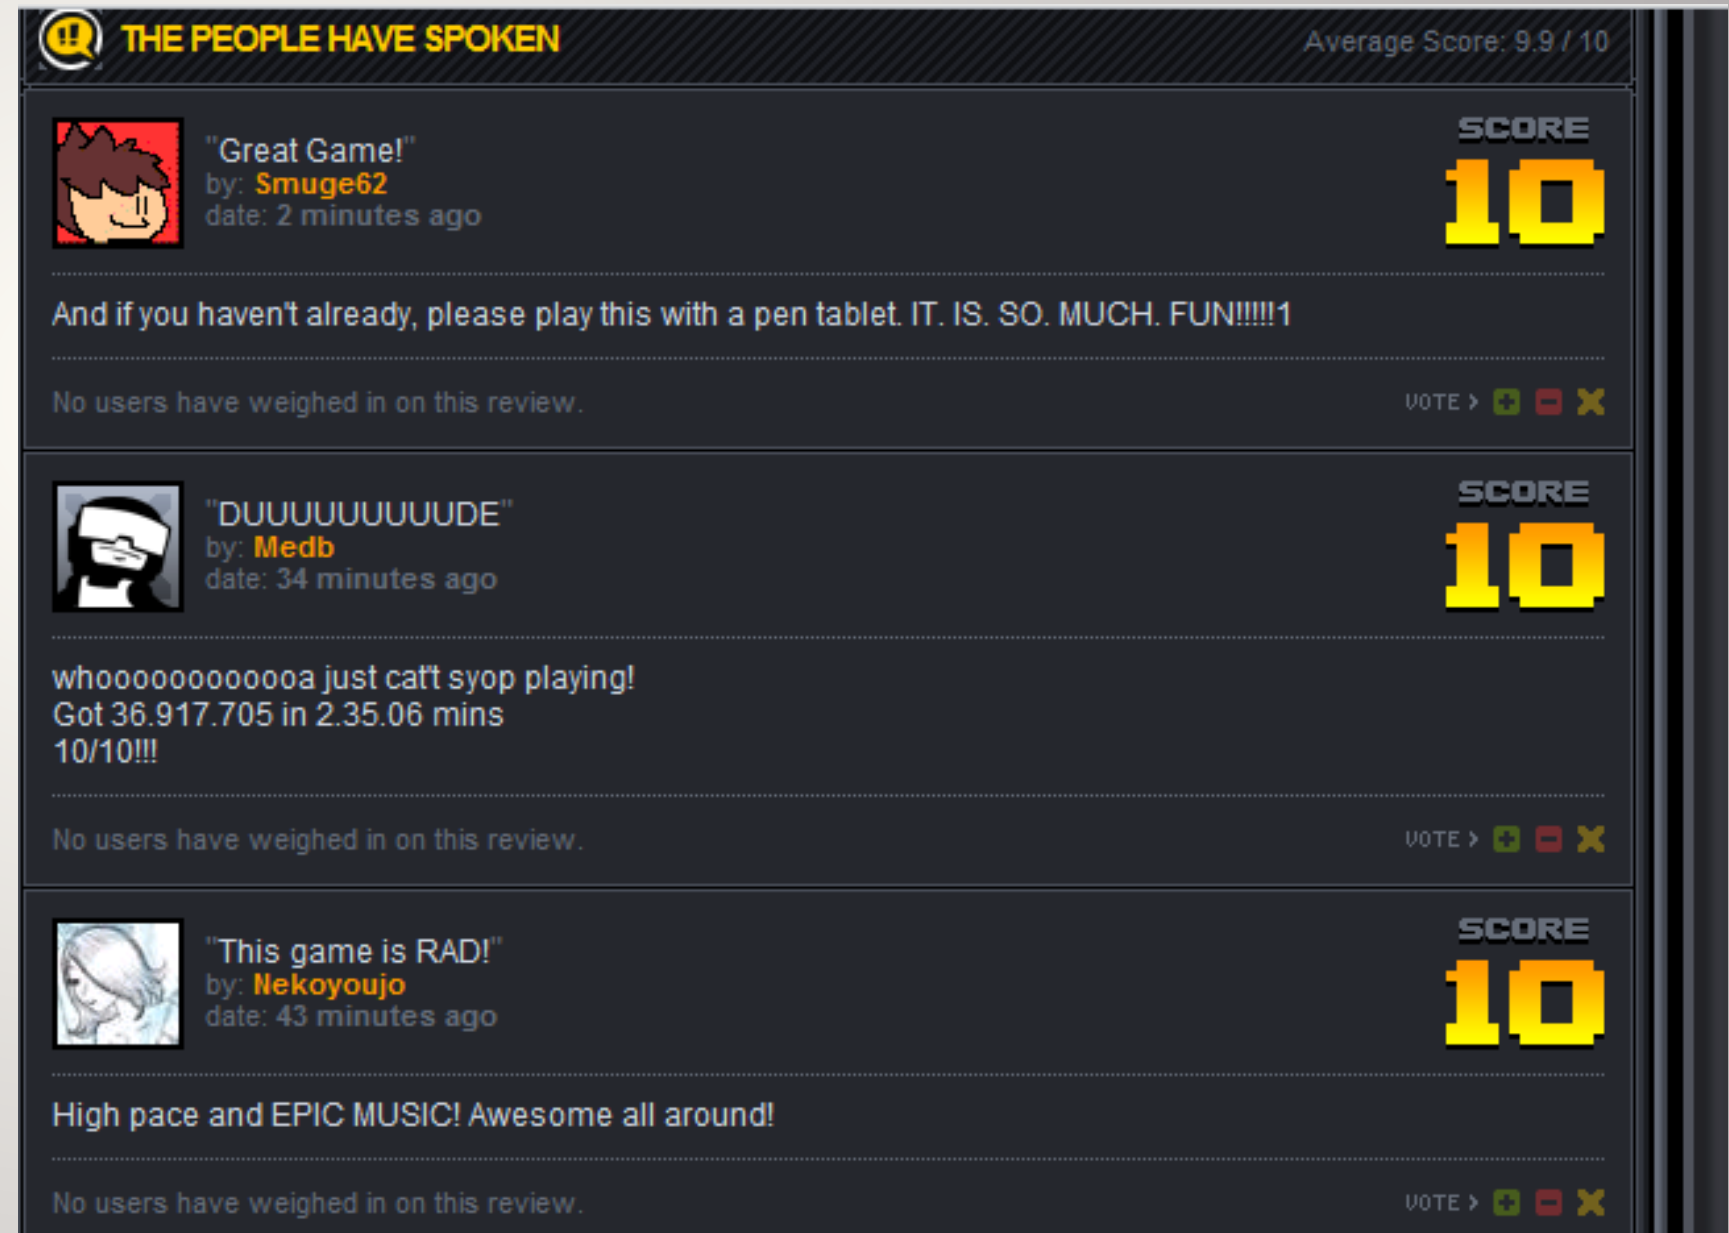 THE PEOPLE HAVE SPOKEN
Average Score: 9.9 / 10
"Great Game!"
by: Smuge62
date: 2 minutes ago
SCORE
10
And if you haven't already, please play this with a pen tablet. IT. IS. SO. MUCH. FUN!!!!!1
No users have weighed in on this review.
VOTE >
"DUUUUUUUUUDE"
by: Medb
date: 34 minutes ago
SCORE
10
whooooooooooooa just cat't syop playing!
Got 36.917.705 in 2.35.06 mins
10/10!!!
No users have weighed in on this review.
VOTE >
"This game is RAD!"
by: Nekoyoujo
date: 43 minutes ago
SCORE
10
High pace and EPIC MUSIC! Awesome all around!
No users have weighed in on this review.
VOTE >